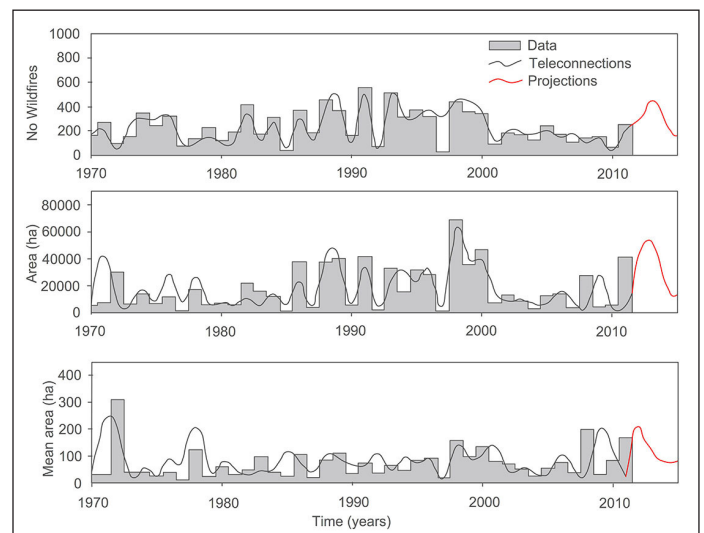 1000
800
600
400
200
0
No Wildfires
Data
Teleconnections
Projections
1970 1980 1990 2000 2010
80000
60000
40000
20000
0
Area (ha)
1970 1980 1990 2000 2010
400
300
200
100
0
Mean area (ha)
1970 1980 1990 2000 2010
Time (years)